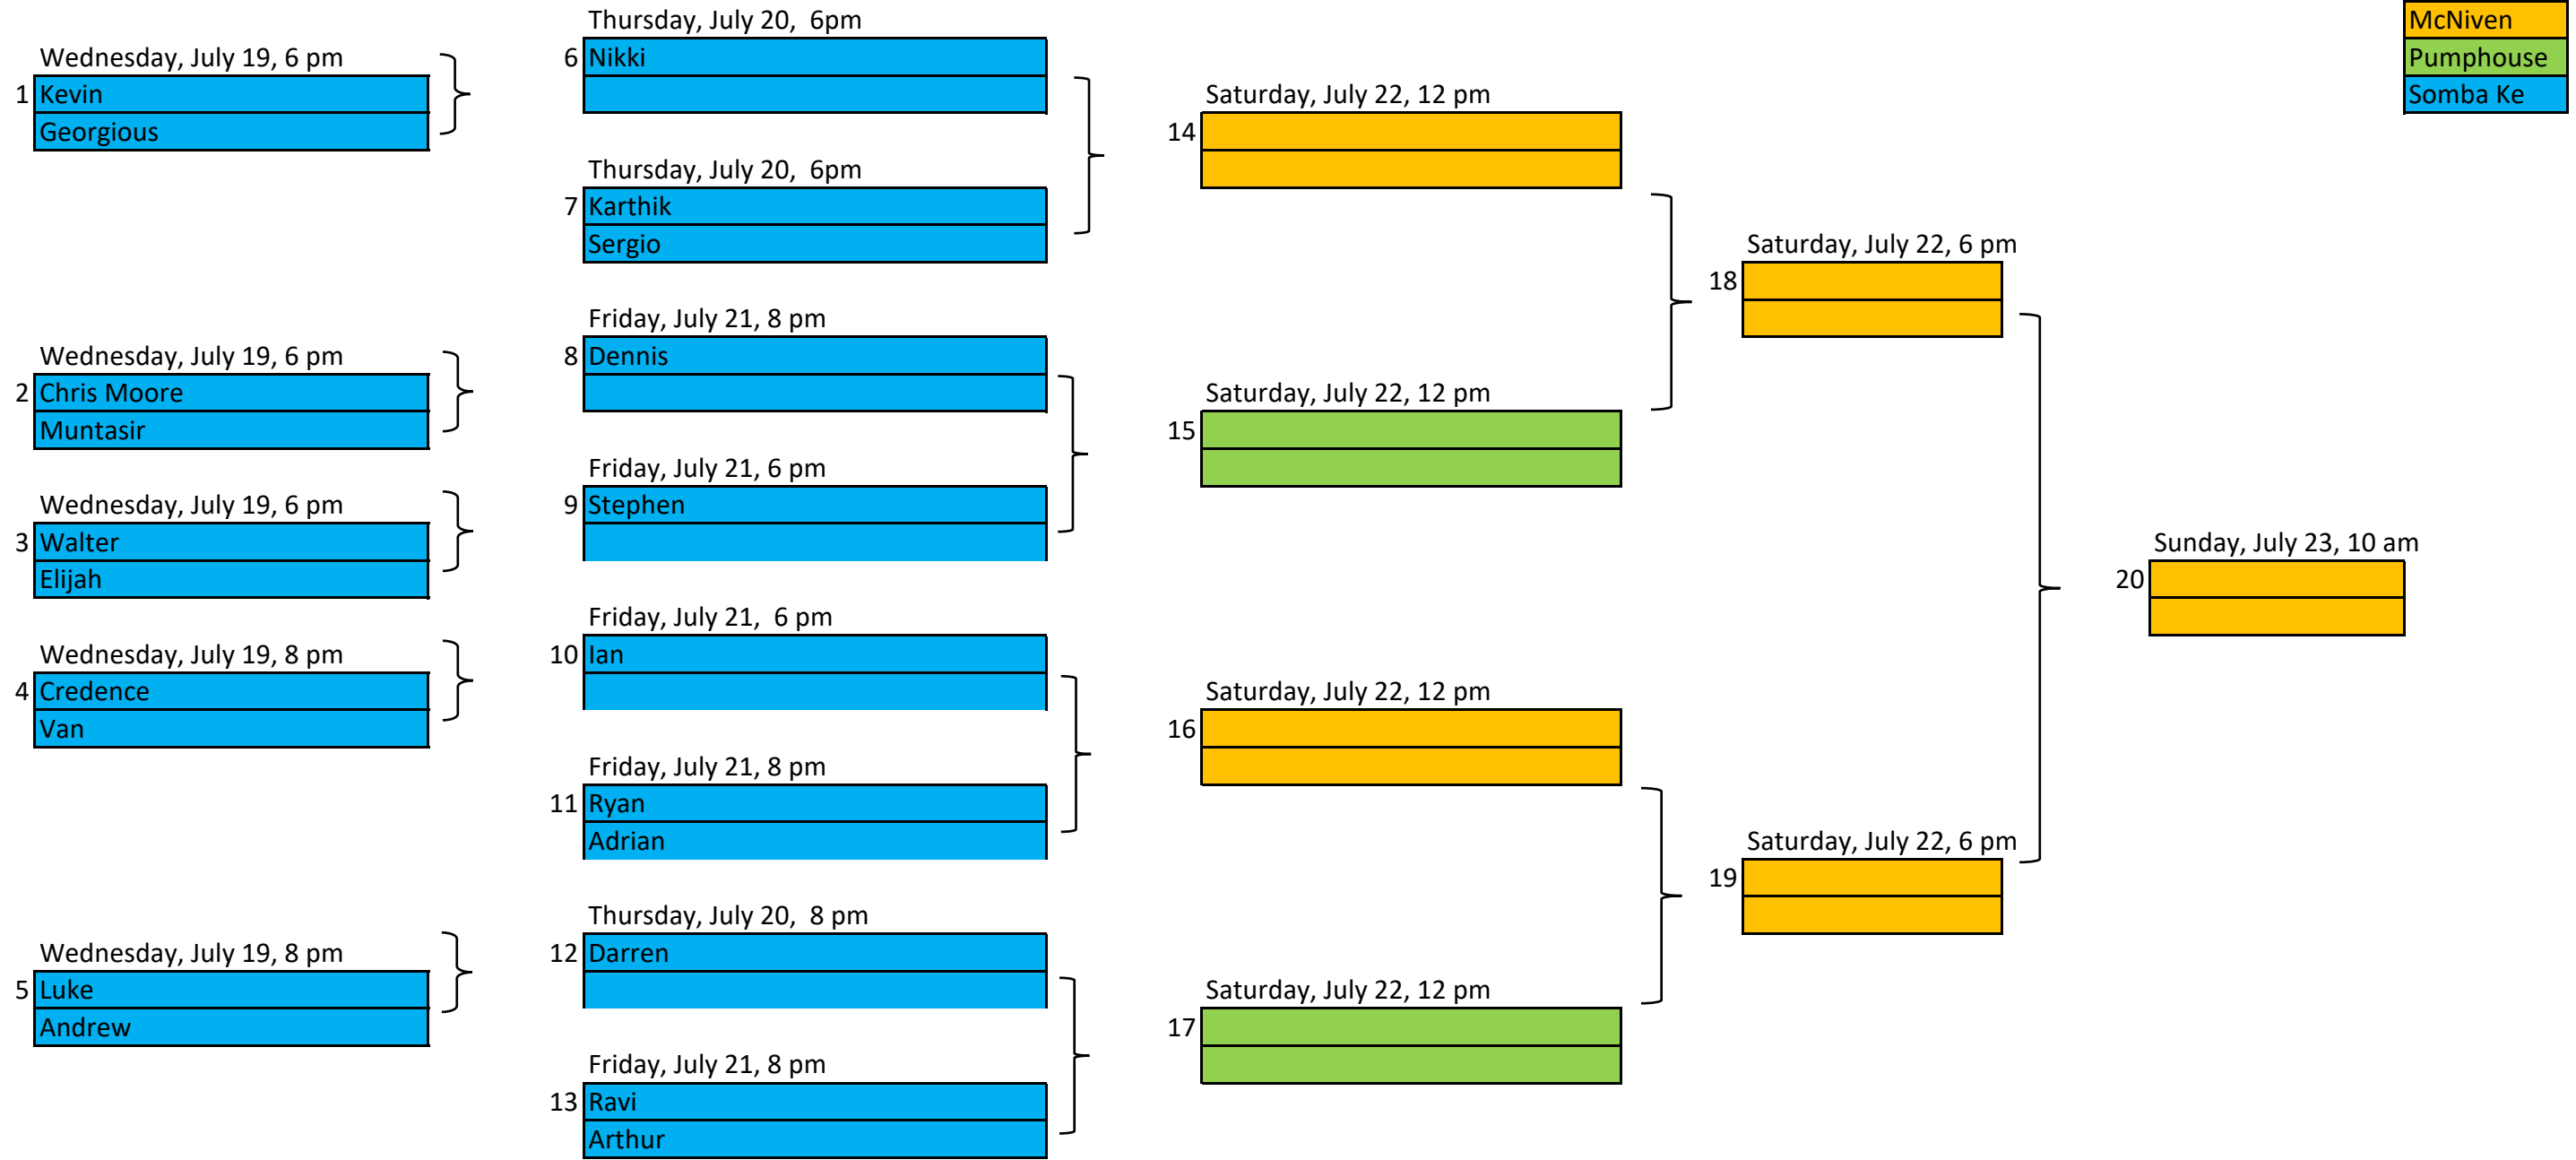 Wednesday, July 19, 6 pm
1 Kevin
Georgious
Wednesday, July 19, 6 pm
2 Chris Moore
Muntasir
Wednesday, July 19, 6 pm
3 Walter
Elijah
Wednesday, July 19, 8 pm
4 Credence
Van
Wednesday, July 19, 8 pm
5 Luke
Andrew
Thursday, July 20,  6pm
6 Nikki
Thursday, July 20,  6pm
7 Karthik
Sergio
Friday, July 21, 8 pm
8 Dennis
Friday, July 21, 6 pm
9 Stephen
Friday, July 21,  6 pm
10 Ian
Friday, July 21, 8 pm
11 Ryan
Adrian
Thursday, July 20,  8 pm
12 Darren
Friday, July 21, 8 pm
13 Ravi
Arthur
Saturday, July 22, 12 pm
14
Saturday, July 22, 12 pm
15
Saturday, July 22, 12 pm
16
Saturday, July 22, 12 pm
17
Saturday, July 22, 6 pm
18
Saturday, July 22, 6 pm
19
Sunday, July 23, 10 am
20
McNiven
Pumphouse
Somba Ke